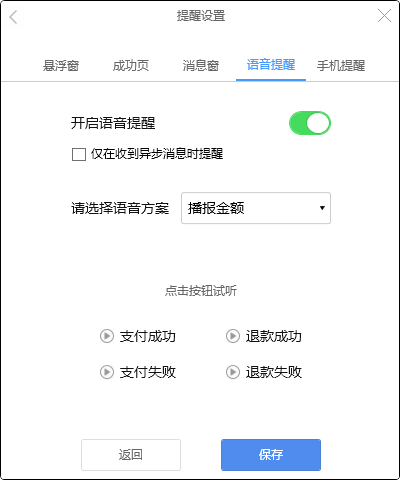 提醒设置
悬浮窗 成功页 消息窗 语音提醒 手机提醒
开启语音提醒
仅在收到异步消息时提醒
请选择语音方案 播报金额
点击按钮试听
支付成功 退款成功
支付失败 退款失败
返回 保存